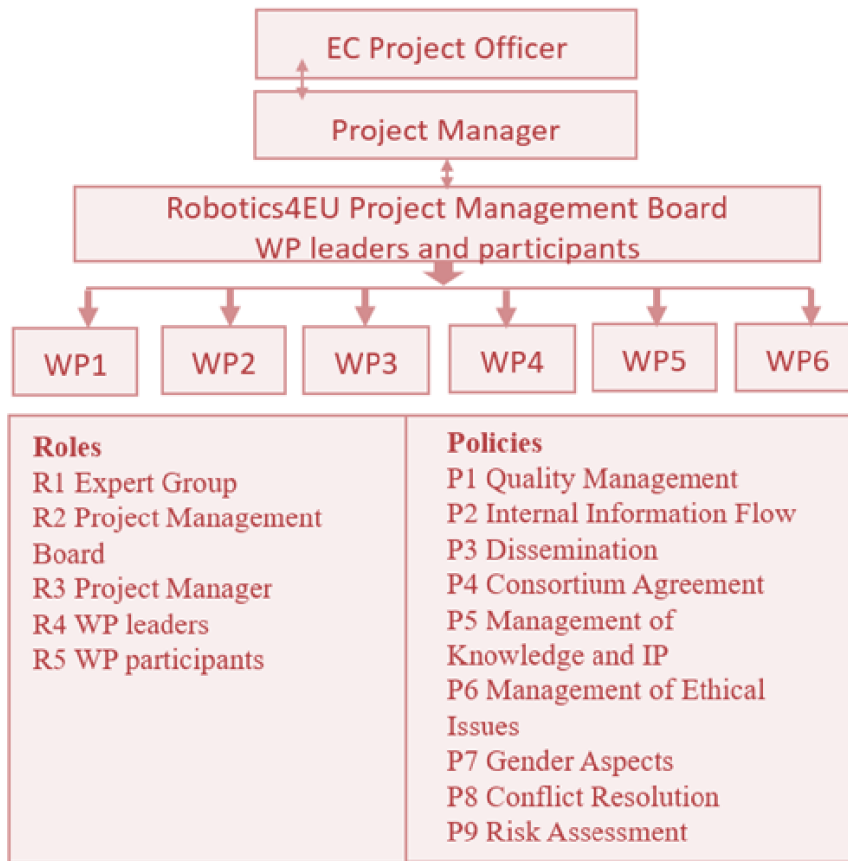 EC Project Officer
Project Manager
Robotics4EU Project Management Board
WP leaders and participants
WP1
WP2
WP3
WP4
WP5
WP6
Roles
R1 Expert Group
R2 Project Management
Board
R3 Project Manager
R4 WP leaders
R5 WP participants
Policies
P1 Quality Management
P2 Internal Information Flow
P3 Dissemination
P4 Consortium Agreement
P5 Management of
Knowledge and IP
P6 Management of Ethical
Issues
P7 Gender Aspects
P8 Conflict Resolution
P9 Risk Assessment